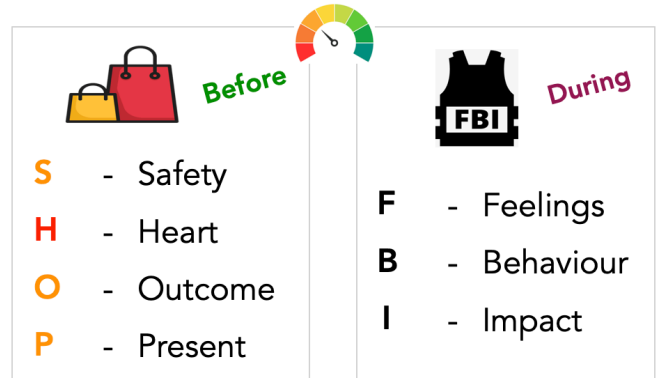 Before
S - Safety
H - Heart
O - Outcome
P - Present
During
FBI
F - Feelings
B - Behaviour
I - Impact